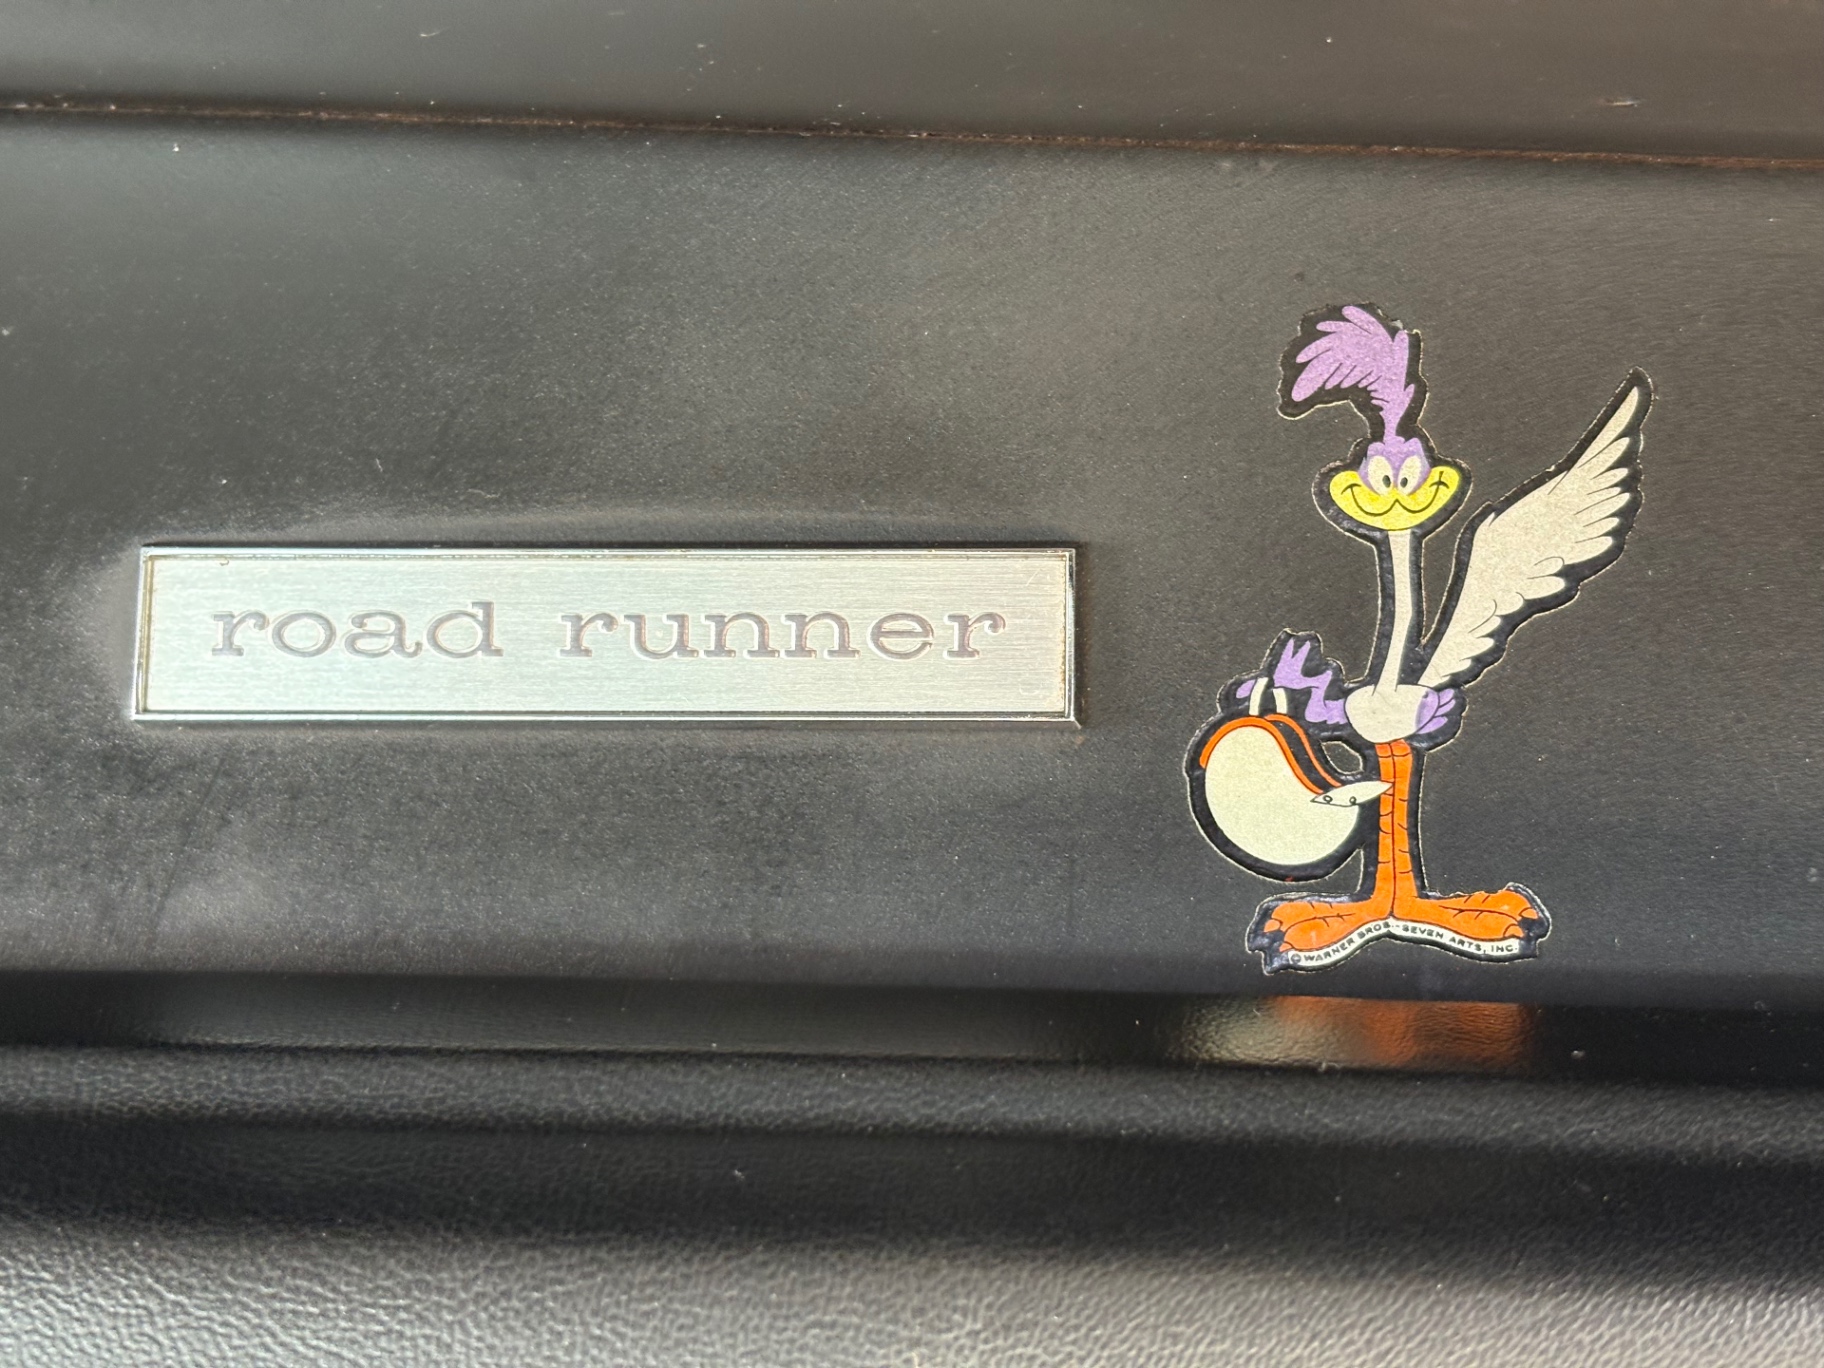 road runner
© WARNER BROS.-SEVEN ARTS, INC.